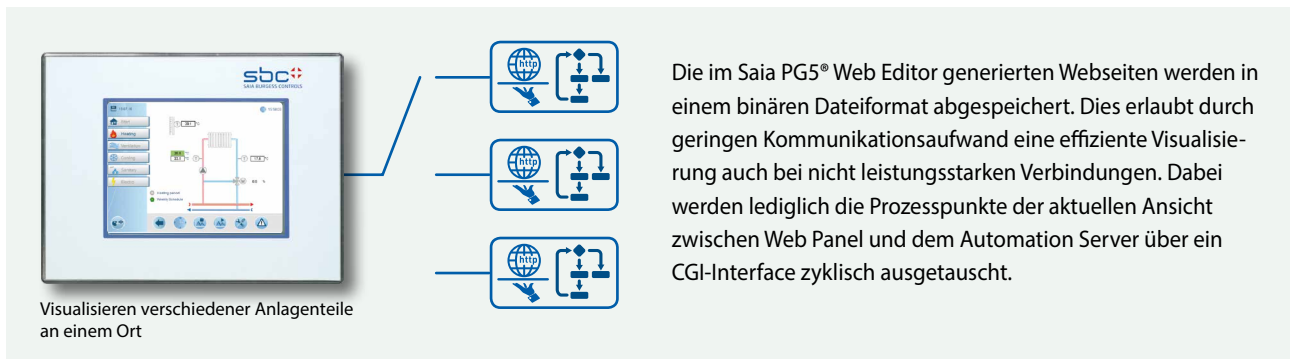 sbc
SAIA BURGESS CONTROLS
Heating
http
http
http
Visualisieren verschiedener Anlagenteile
an einem Ort
Die im Saia PG5® Web Editor generierten Webseiten werden in
einem binären Dateiformat abgespeichert. Dies erlaubt durch
geringen Kommunikationsaufwand eine effiziente Visualisie-
rung auch bei nicht leistungsstarken Verbindungen. Dabei
werden lediglich die Prozesspunkte der aktuellen Ansicht
zwischen Web Panel und dem Automation Server über ein
CGI-Interface zyklisch ausgetauscht.